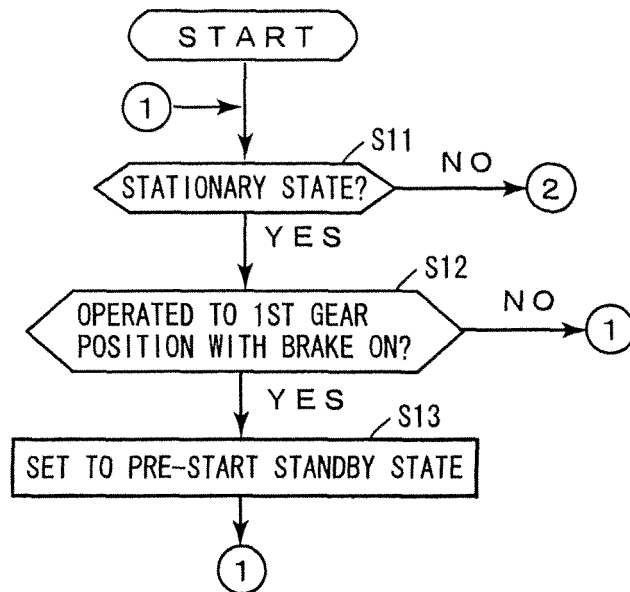 START
1
S11
STATIONARY STATE?
NO
2
YES
S12
OPERATED TO 1ST GEAR
POSITION WITH BRAKE ON?
NO
1
YES
S13
SET TO PRE-START STANDBY STATE
1